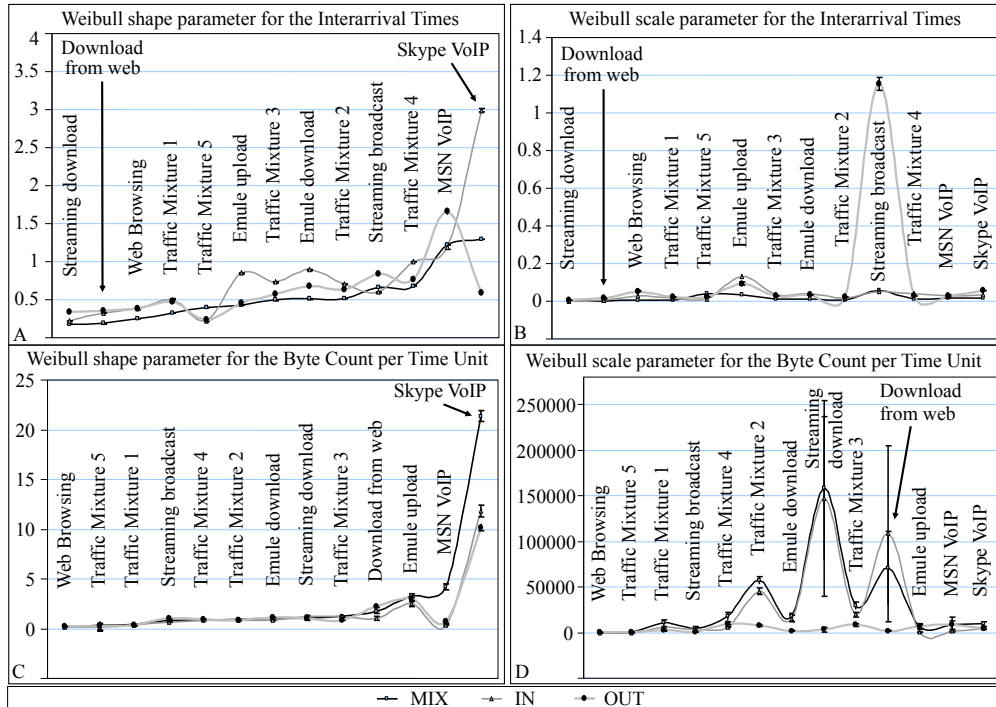 Weibull shape parameter for the Interarrival Times
4
3.5
3
2.5
2
1.5
1
0.5
0
A
Download
from web
Skype VoIP
Streaming download
Web Browsing
Traffic Mixture 1
Traffic Mixture 5
Emule upload
Traffic Mixture 3
Emule download
Traffic Mixture 2
Streaming broadcast
Traffic Mixture 4
MSN VoIP
Weibull scale parameter for the Interarrival Times
1.4
1.2
1
0.8
0.6
0.4
0.2
0
B
Download
from web
Streaming download
Web Browsing
Traffic Mixture 1
Traffic Mixture 5
Emule upload
Traffic Mixture 3
Emule download
Traffic Mixture 2
Streaming broadcast
Traffic Mixture 4
MSN VoIP
Skype VoIP
Weibull shape parameter for the Byte Count per Time Unit
25
20
15
10
5
0
C
Skype VoIP
Web Browsing
Traffic Mixture 5
Traffic Mixture 1
Streaming broadcast
Traffic Mixture 4
Traffic Mixture 2
Emule download
Streaming download
Traffic Mixture 3
Download from web
Emule upload
MSN VoIP
Weibull scale parameter for the Byte Count per Time Unit
250000
200000
150000
100000
50000
0
D
Download
from web
Web Browsing
Traffic Mixture 5
Traffic Mixture 1
Streaming broadcast
Traffic Mixture 4
Traffic Mixture 2
Emule download
Streaming
download
Traffic Mixture 3
Emule upload
MSN VoIP
Skype VoIP
MIX IN OUT